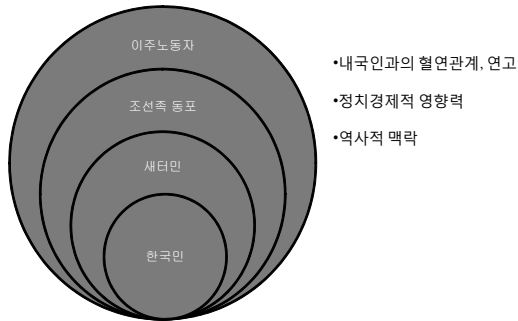 이주노동자
조선족 동포
새터민
한국민
•내국인과의 혈연관계, 연고
•정치경제적 영향력
•역사적 맥락